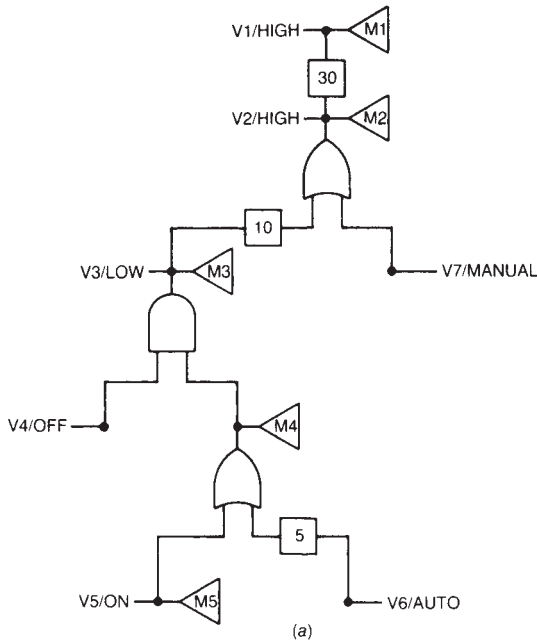 V1/HIGH M1
30
V2/HIGH M2
10
V3/LOW M3
V7/MANUAL
V4/OFF M4
5
V5/ON M5 V6/AUTO
(a)